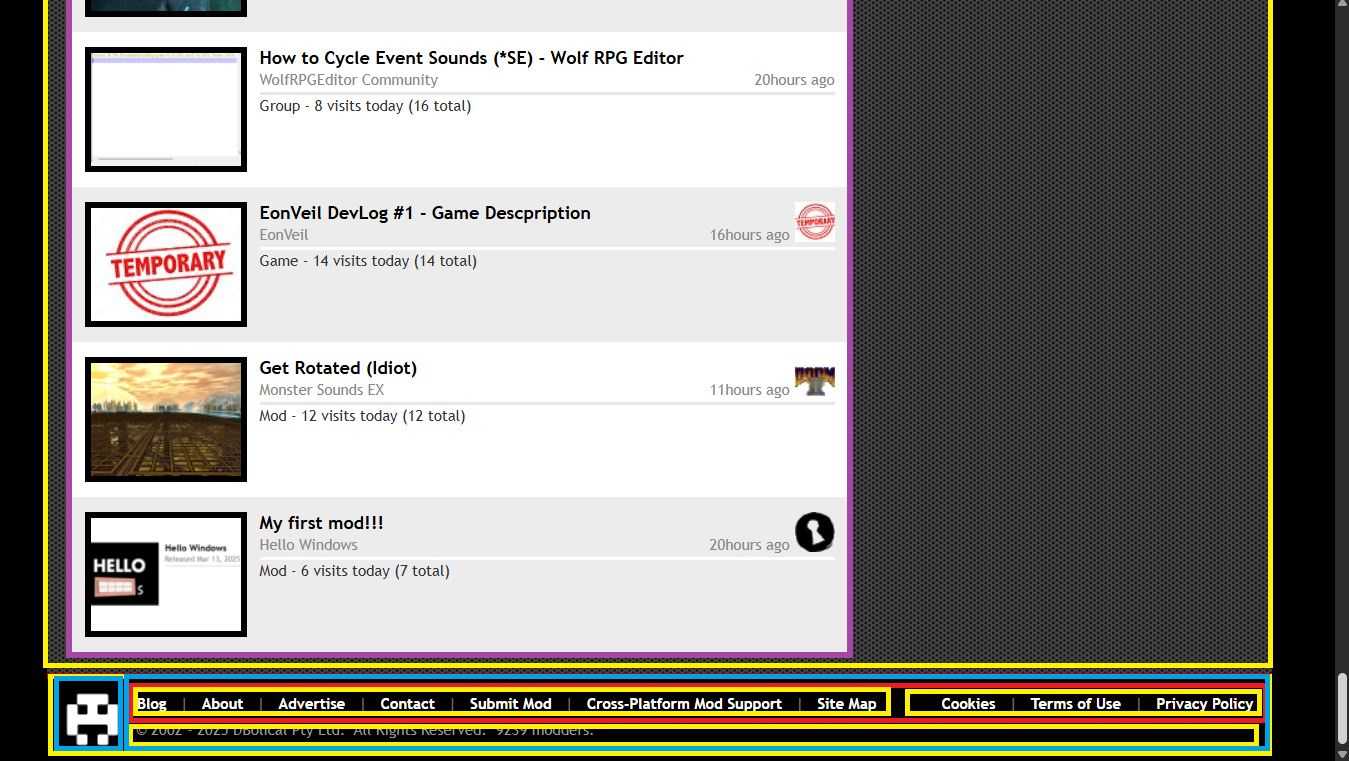 How to Cycle Event Sounds (*SE) - Wolf RPG Editor
WolfRPGEditor Community 20hours ago
Group - 8 visits today (16 total)
TEMPORARY
EonVeil DevLog #1 - Game Descpription
TEMPORARY
EonVeil 16hours ago
Game - 14 visits today (14 total)
Get Rotated (Idiot)
DOOM
Monster Sounds EX 11hours ago
Mod - 12 visits today (12 total)
My first mod!!!
Hello Windows 20hours ago
Mod - 6 visits today (7 total)
Hello Windows
Released Mar 13, 2025
HELLO
S
Blog | About | Advertise | Contact | Submit Mod | Cross-Platform Mod Support | Site Map Cookies | Terms of Use | Privacy Policy
© 2002 - 2025 DBolical Pty Ltd. All Rights Reserved. 9239 modders.